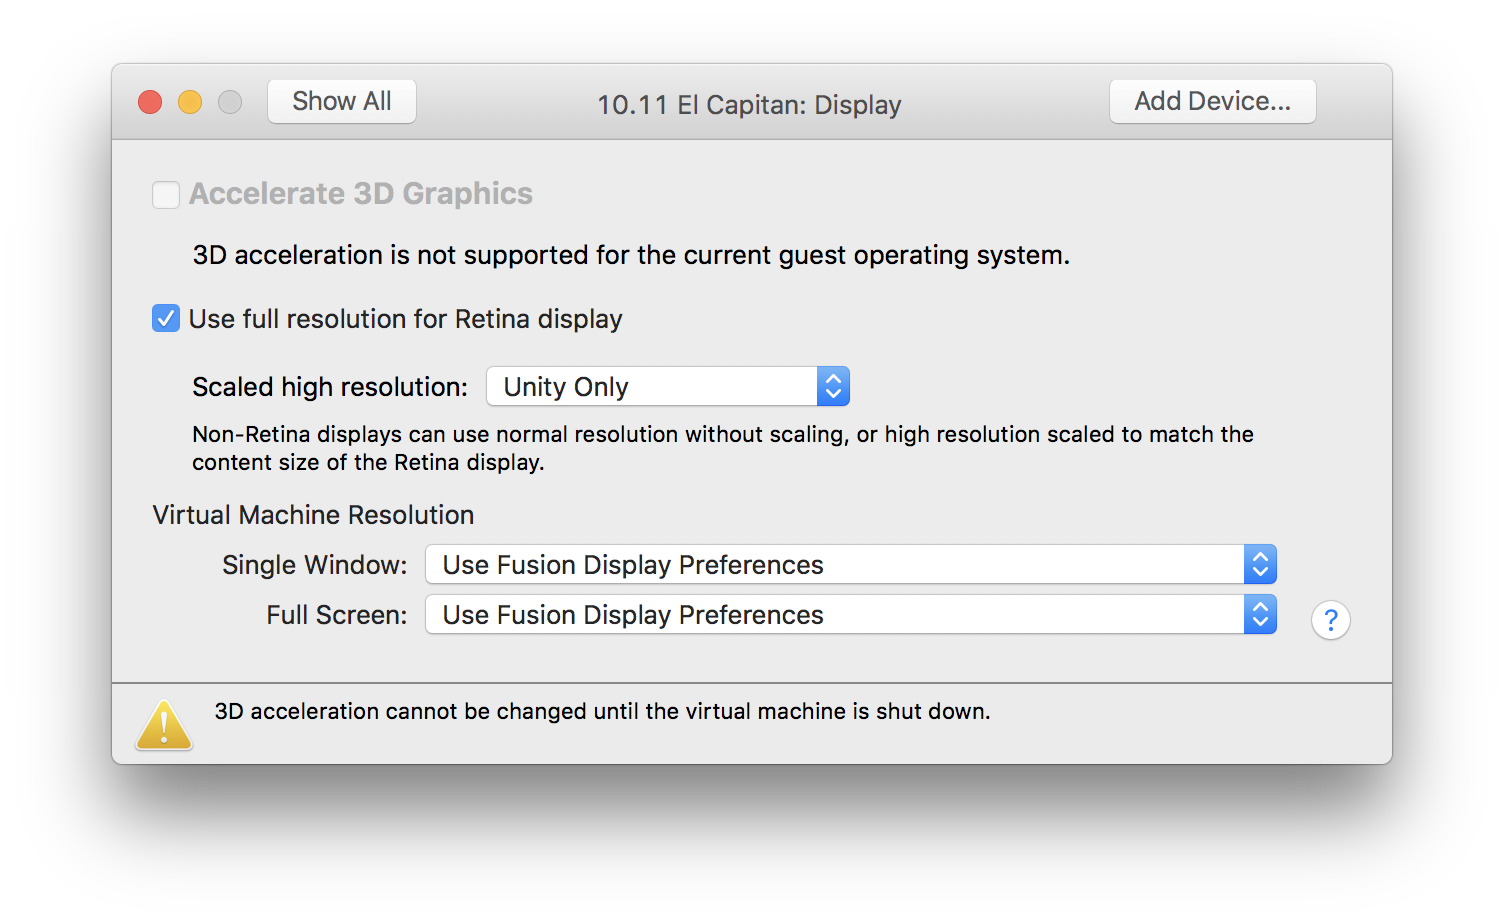 Show All
10.11 El Capitan: Display
Add Device...
Accelerate 3D Graphics
3D acceleration is not supported for the current guest operating system.
Use full resolution for Retina display
Scaled high resolution: Unity Only
Non-Retina displays can use normal resolution without scaling, or high resolution scaled to match the
content size of the Retina display.
Virtual Machine Resolution
Single Window: Use Fusion Display Preferences
Full Screen: Use Fusion Display Preferences
?
3D acceleration cannot be changed until the virtual machine is shut down.